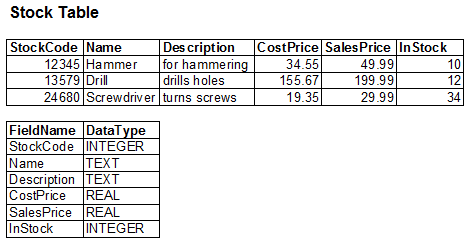 Stock Table
StockCode Name Description CostPrice SalesPrice InStock
12345 Hammer for hammering 34.55 49.99 10
13579 Drill drills holes 155.67 199.99 12
24680 Screwdriver turns screws 19.35 29.99 34
FieldName DataType
StockCode INTEGER
Name TEXT
Description TEXT
CostPrice REAL
SalesPrice REAL
InStock INTEGER